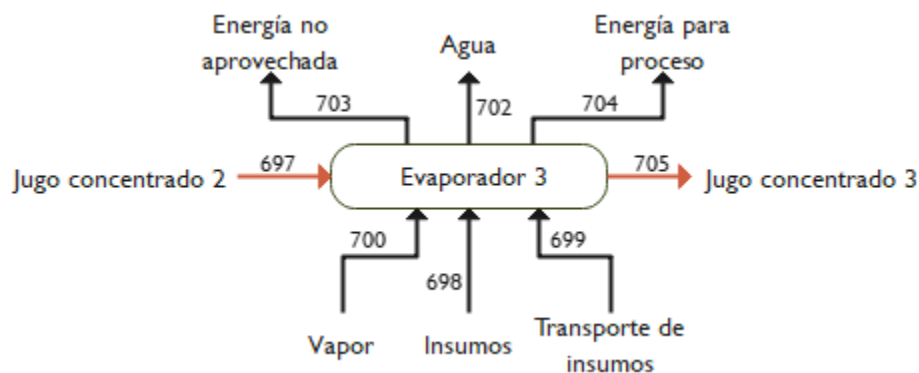 Energía no
aprovechada
Agua
Energía para
proceso
703
702
704
Jugo concentrado 2
697
Evaporador 3
705
Jugo concentrado 3
700
698
699
Vapor
Insumos
Transporte de
insumos